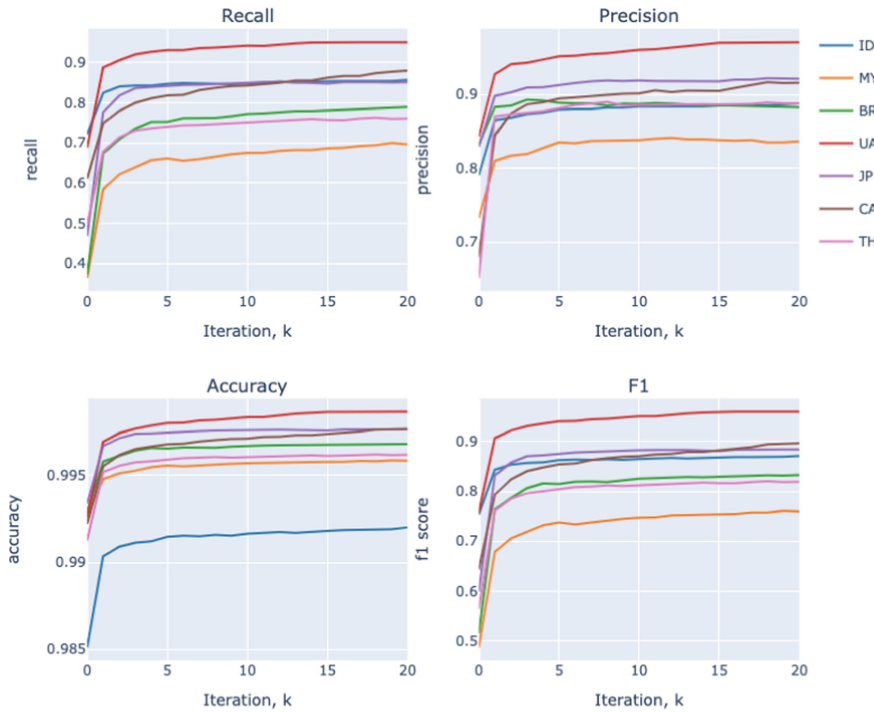 Recall
Precision
0.9
0.8
0.7
0.6
0.5
0.4
recall
0
5
10
15
20
Iteration, k
0.9
0.8
0.7
precision
0
5
10
15
20
Iteration, k
ID
MY
BR
UA
JP
CA
TH
Accuracy
F1
0.995
0.99
0.985
accuracy
0
5
10
15
20
Iteration, k
0.9
0.8
0.7
0.6
0.5
f1 score
0
5
10
15
20
Iteration, k